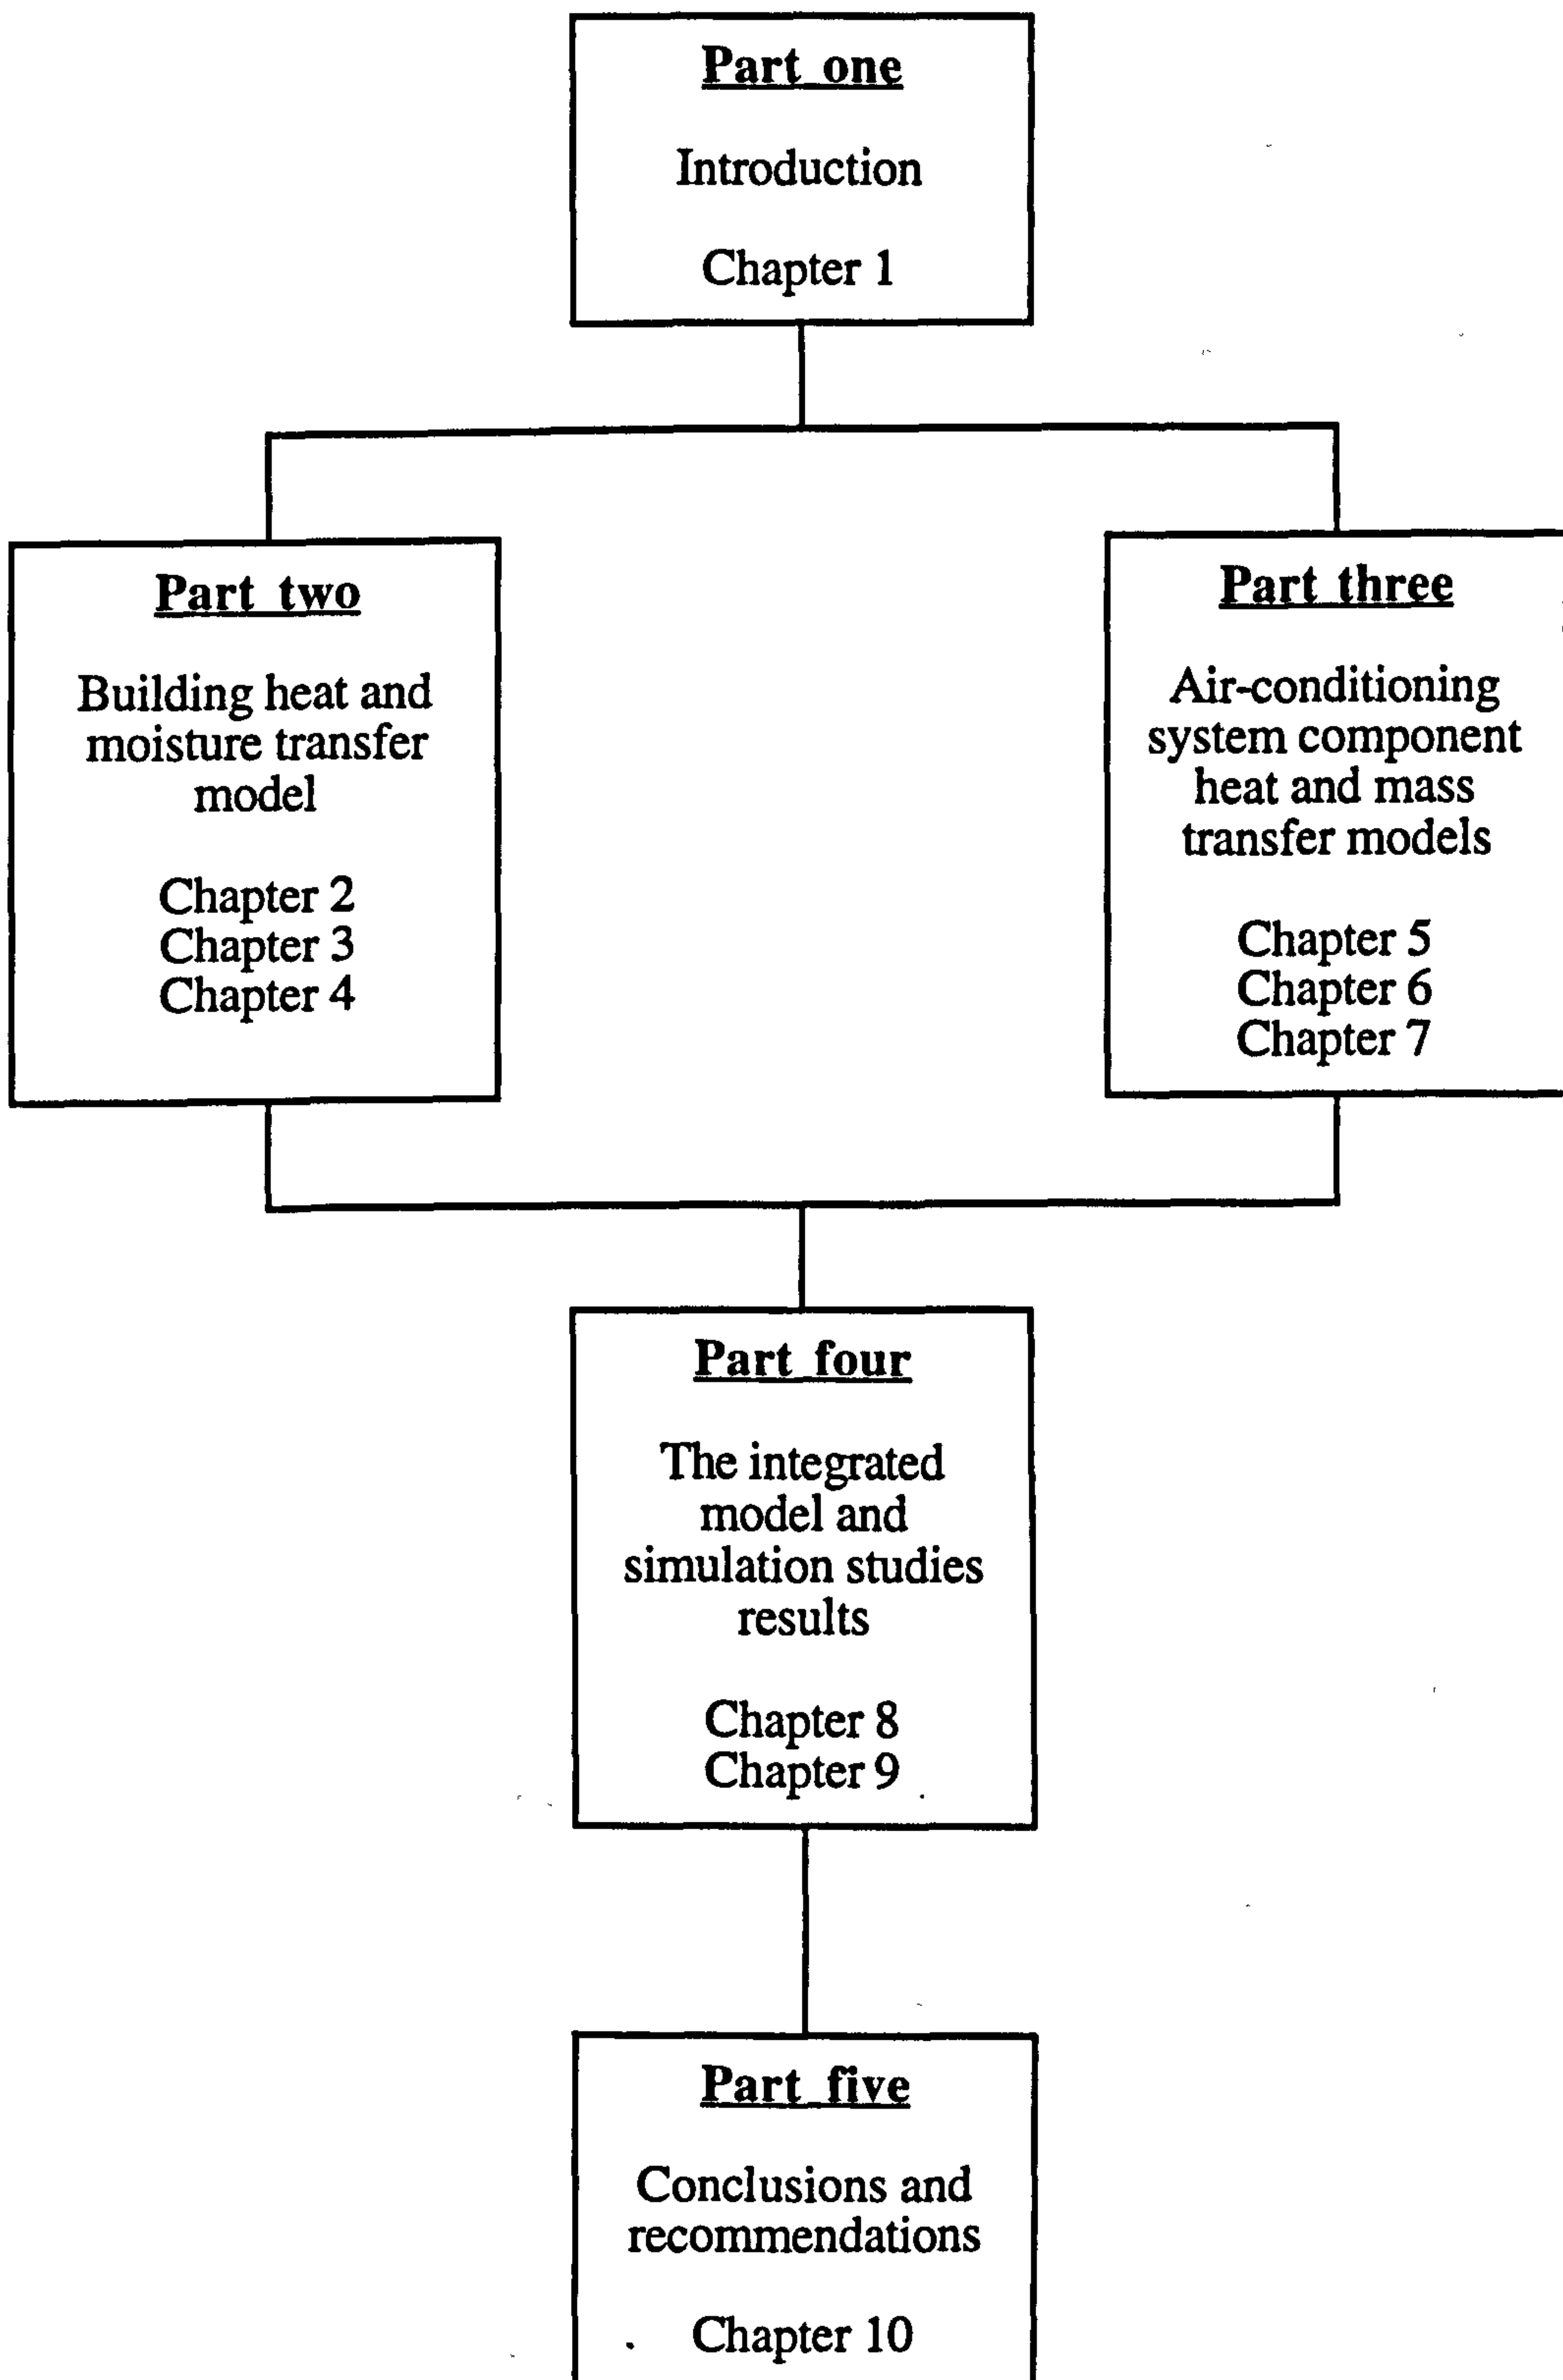 Part one
Introduction
Chapter 1
Part two
Building heat and
moisture transfer
model
Chapter 2
Chapter 3
Chapter 4
Part three
Air-conditioning
system component
heat and mass
transfer models
Chapter 5
Chapter 6
Chapter 7
Part four
The integrated
model and
simulation studies
results
Chapter 8
Chapter 9
Part five
Conclusions and
recommendations
Chapter 10